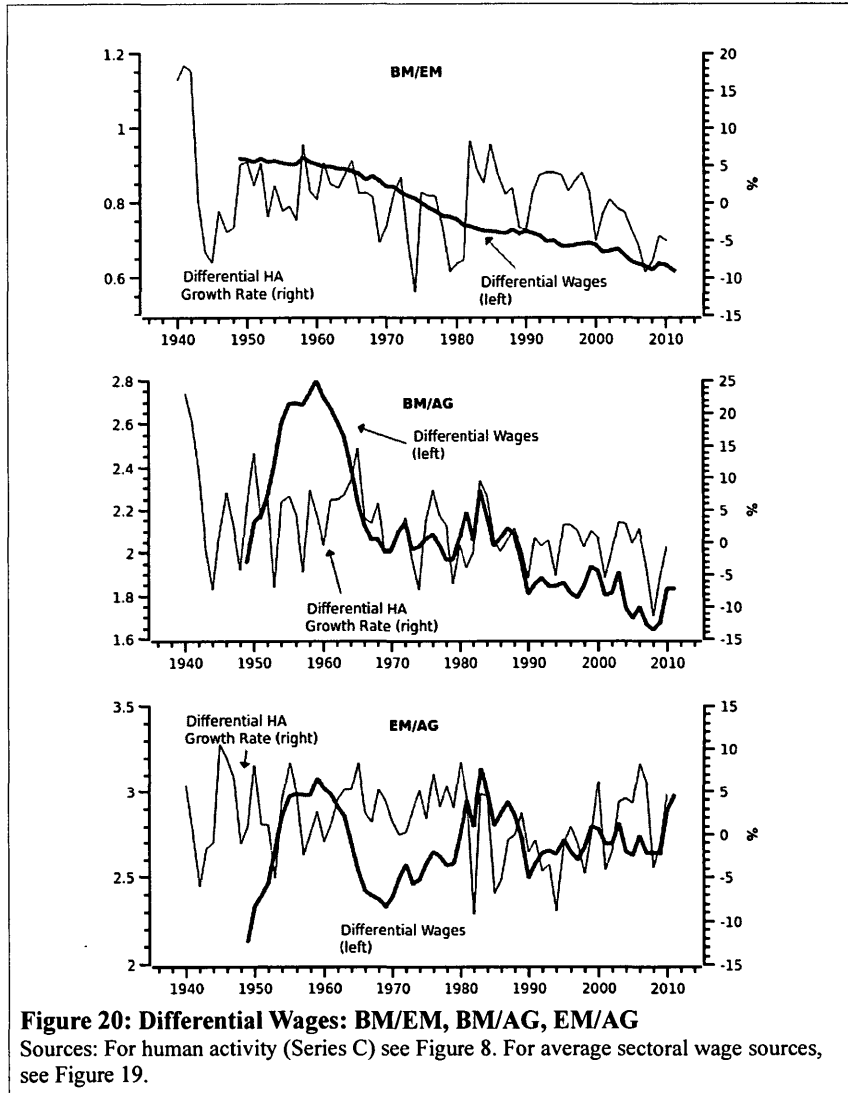 BM/EM
1.2
1
0.8
0.6
20
15
10
5
0
-5
-10
-15
%
Differential HA
Growth Rate (right)
Differential Wages
(left)
1940 1950 1960 1970 1980 1990 2000 2010
BM/AG
2.8
2.6
2.4
2.2
2
1.8
1.6
25
20
15
10
5
0
-5
-10
-15
%
Differential Wages
(left)
Differential HA
Growth Rate (right)
1940 1950 1960 1970 1980 1990 2000 2010
EM/AG
3.5
3
2.5
2
15
10
5
0
-5
-10
-15
%
Differential HA
Growth Rate (right)
Differential Wages
(left)
1940 1950 1960 1970 1980 1990 2000 2010
Figure 20: Differential Wages: BM/EM, BM/AG, EM/AG
Sources: For human activity (Series C) see Figure 8. For average sectoral wage sources,
see Figure 19.